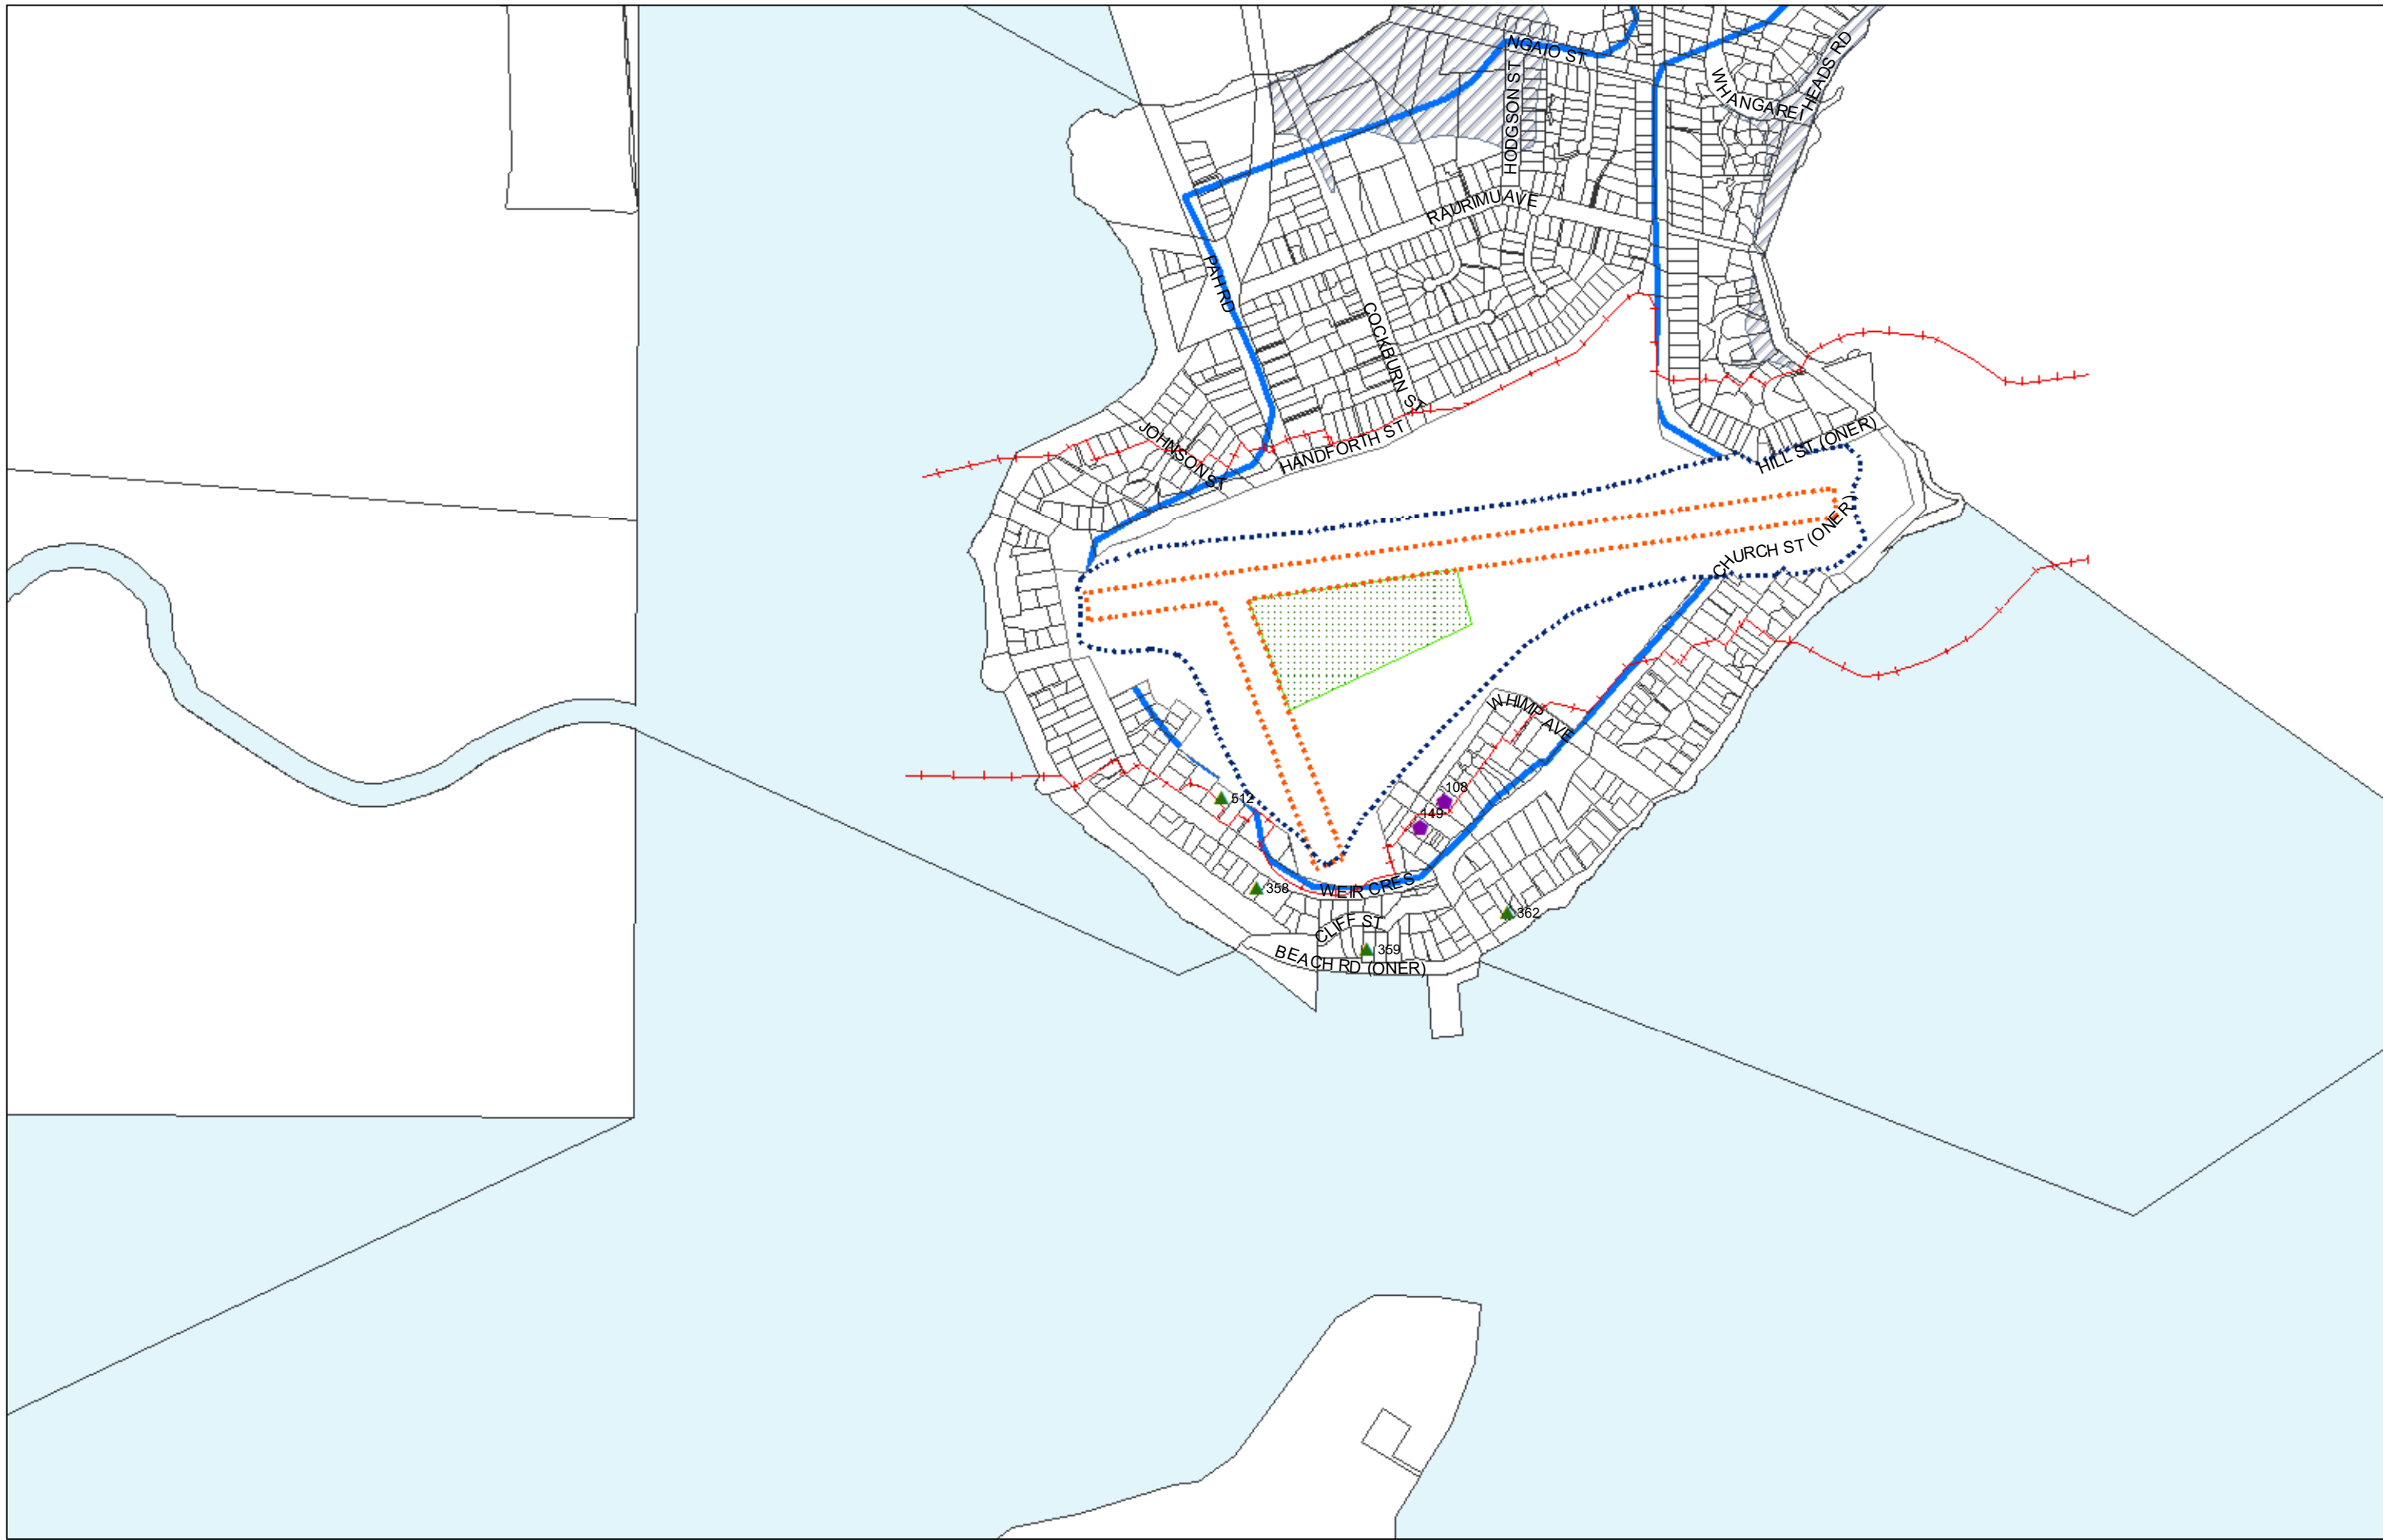 NGAIO ST
HEADS RD
WHANGAREI
HODGSON ST
RAURIMU AVE
PAH RD
COCKBURN ST
JOHNSON ST
HANDFORTH ST
HILL ST (ONER)
CHURCH ST (ONER)
WHIMP AVE
108
149
512
358
WEIR CRES
362
CLIFF ST
359
BEACH RD (ONER)